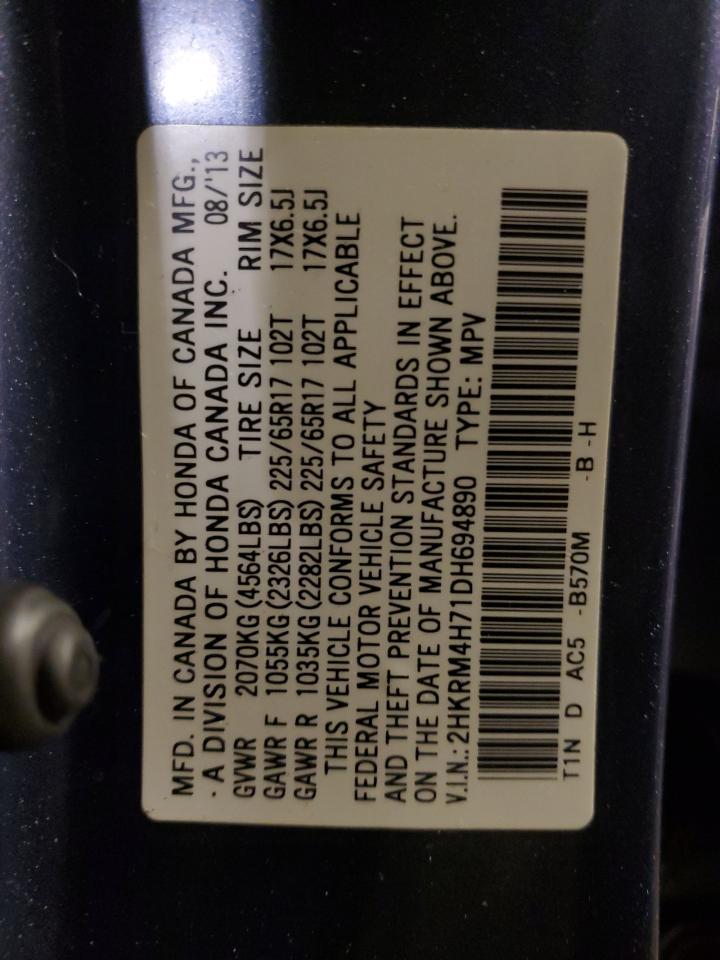 MFD. IN CANADA BY HONDA OF CANADA MFG.,
· A DIVISION OF HONDA CANADA INC. 08/'13
GVWR 2070KG (4564LBS) TIRE SIZE RIM SIZE
GAWR F 1055KG (2326LBS) 225/65R17 102T 17X6.5J
GAWR R 1035KG (2282LBS) 225/65R17 102T 17X6.5J
THIS VEHICLE CONFORMS TO ALL APPLICABLE
FEDERAL MOTOR VEHICLE SAFETY
AND THEFT PREVENTION STANDARDS IN EFFECT
ON THE DATE OF MANUFACTURE SHOWN ABOVE.
V.I.N.: 2HKRM4H71DH694890 TYPE: MPV
T1N D AC5 -B570M -B -H